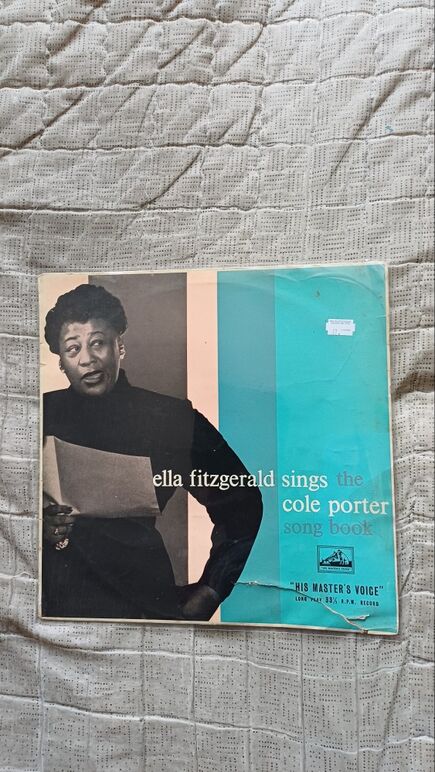 ella fitzgerald sings the
cole porter
song book
"HIS MASTER'S VOICE"
LONG PLAY 33⅓ R.P.M. RECORD